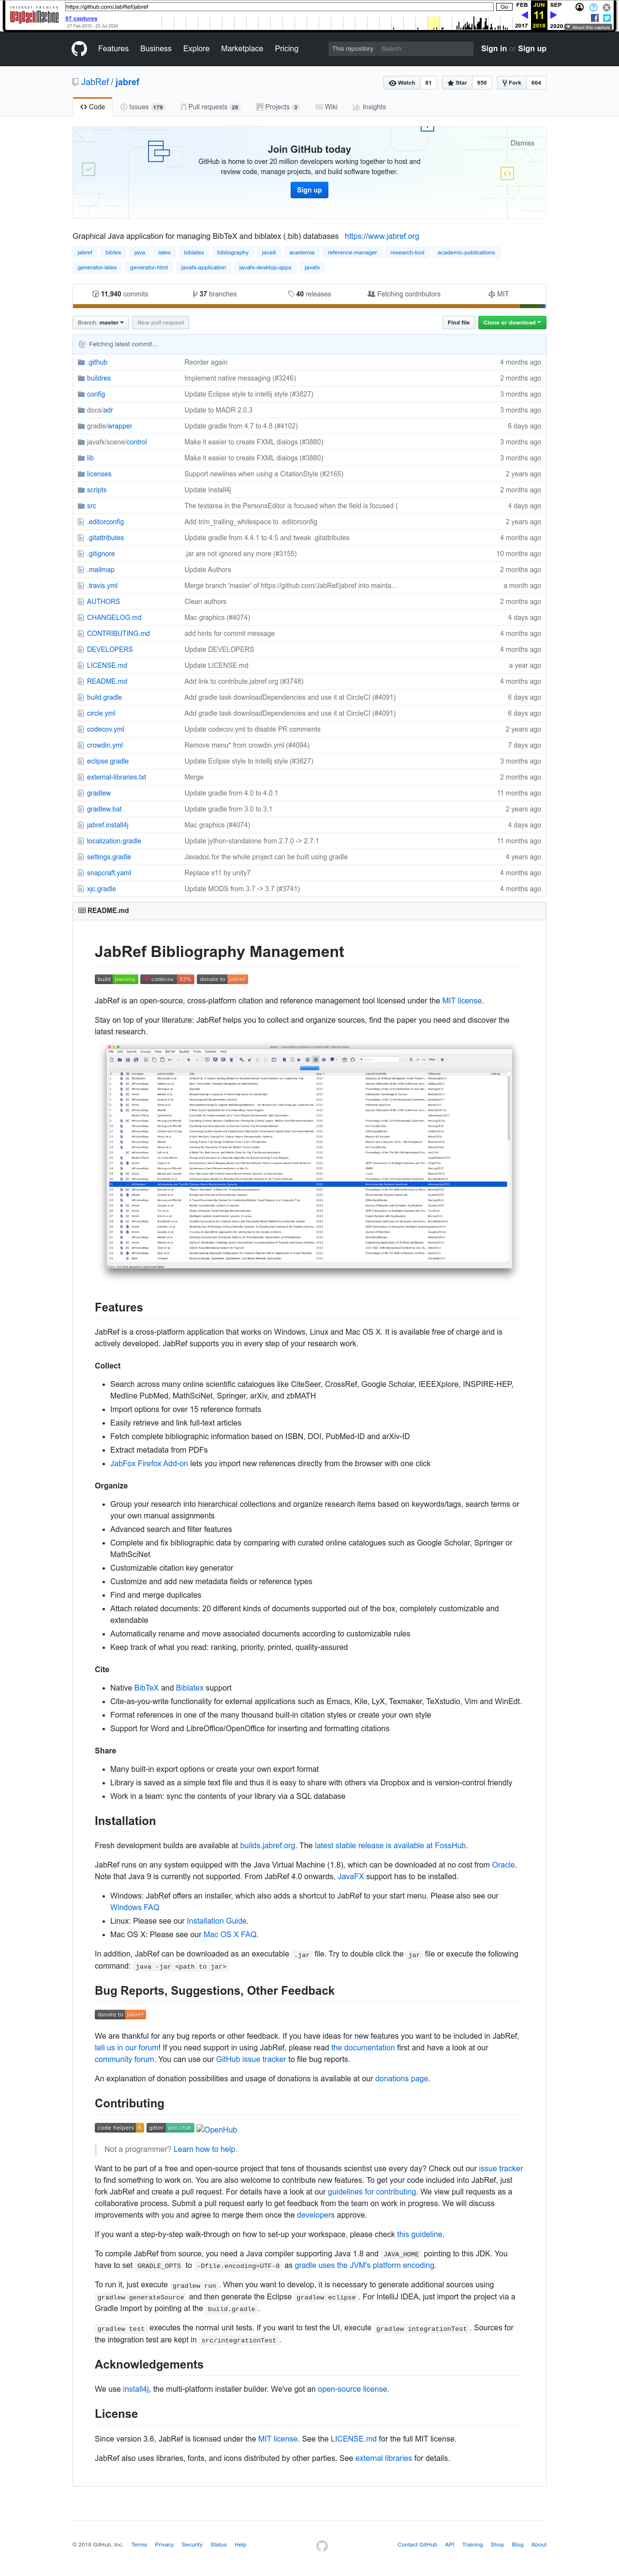 INTERNET ARCHIVE
WayBackMachine
https://github.com/JabRef/jabref
Go
FEB JUN SEP
97 captures
11
27 Feb 2015 - 23 Jul 2024
2017 2018 2020
About this capture
Features Business Explore Marketplace Pricing
This repository Search
Sign in or Sign up
JabRef / jabref
Watch 81
Star 950
Fork 664
Code
Issues 179
Pull requests 28
Projects 3
Wiki
Insights
Join GitHub today
Dismiss
GitHub is home to over 20 million developers working together to host and
review code, manage projects, and build software together.
Sign up
Graphical Java application for managing BibTeX and biblatex (.bib) databases https://www.jabref.org
jabref bibtex java latex biblatex bibliography java8 academia reference-manager research-tool academic-publications
generator-latex generator-html javafx-application javafx-desktop-apps javafx
11,940 commits
37 branches
40 releases
Fetching contributors
MIT
Branch: master
New pull request
Find file
Clone or download
Fetching latest commit…
.github Reorder again 4 months ago
buildres Implement native messaging (#3246) 2 months ago
config Update Eclipse style to intellij style (#3827) 3 months ago
docs/adr Update to MADR 2.0.3 3 months ago
gradle/wrapper Update gradle from 4.7 to 4.8 (#4102) 6 days ago
javafx/scene/control Make it easier to create FXML dialogs (#3880) 3 months ago
lib Make it easier to create FXML dialogs (#3880) 3 months ago
licenses Support newlines when using a CitationStyle (#2165) 2 years ago
scripts Update Install4j 2 months ago
src The textarea in the PersonsEditor is focused when the field is focused ( 4 days ago
.editorconfig Add trim_trailing_whitespace to .editorconfig 2 years ago
.gitattributes Update gradle from 4.4.1 to 4.5 and tweak .gitattributes 4 months ago
.gitignore .jar are not ignored any more (#3155) 10 months ago
.mailmap Update Authors 2 months ago
.travis.yml Merge branch 'master' of https://github.com/JabRef/jabref into mainta… a month ago
AUTHORS Clean authors 2 months ago
CHANGELOG.md Mac graphics (#4074) 4 days ago
CONTRIBUTING.md add hints for commit message 4 months ago
DEVELOPERS Update DEVELOPERS 4 months ago
LICENSE.md Update LICENSE.md a year ago
README.md Add link to contribute.jabref.org (#3748) 4 months ago
build.gradle Add gradle task downloadDependencies and use it at CircleCI (#4091) 6 days ago
circle.yml Add gradle task downloadDependencies and use it at CircleCI (#4091) 6 days ago
codecov.yml Update codecov.yml to disable PR comments 2 years ago
crowdin.yml Remove menu* from crowdin.yml (#4094) 7 days ago
eclipse.gradle Update Eclipse style to intellij style (#3827) 3 months ago
external-libraries.txt Merge 2 months ago
gradlew Update gradle from 4.0 to 4.0.1 11 months ago
gradlew.bat Update gradle from 3.0 to 3.1 2 years ago
jabref.install4j Mac graphics (#4074) 4 days ago
localization.gradle Update jython-standalone from 2.7.0 -> 2.7.1 11 months ago
settings.gradle Javadoc for the whole project can be built using gradle 4 years ago
snapcraft.yaml Replace x11 by unity7 4 months ago
xjc.gradle Update MODS from 3.7 -> 3.7 (#3741) 4 months ago
README.md
JabRef Bibliography Management
build passing codecov 33% donate to jabref
JabRef is an open-source, cross-platform citation and reference management tool licensed under the MIT license.
Stay on top of your literature: JabRef helps you to collect and organize sources, find the paper you need and discover the
latest research.
Features
JabRef is a cross-platform application that works on Windows, Linux and Mac OS X. It is available free of charge and is
actively developed. JabRef supports you in every step of your research work.
Collect
• Search across many online scientific catalogues like CiteSeer, CrossRef, Google Scholar, IEEEXplore, INSPIRE-HEP,
Medline PubMed, MathSciNet, Springer, arXiv, and zbMATH
• Import options for over 15 reference formats
• Easily retrieve and link full-text articles
• Fetch complete bibliographic information based on ISBN, DOI, PubMed-ID and arXiv-ID
• Extract metadata from PDFs
• JabFox Firefox Add-on lets you import new references directly from the browser with one click
Organize
• Group your research into hierarchical collections and organize research items based on keywords/tags, search terms or
your own manual assignments
• Advanced search and filter features
• Complete and fix bibliographic data by comparing with curated online catalogues such as Google Scholar, Springer or
MathSciNet
• Customizable citation key generator
• Customize and add new metadata fields or reference types
• Find and merge duplicates
• Attach related documents: 20 different kinds of documents supported out of the box, completely customizable and
extendable
• Automatically rename and move associated documents according to customizable rules
• Keep track of what you read: ranking, priority, printed, quality-assured
Cite
• Native BibTeX and Biblatex support
• Cite-as-you-write functionality for external applications such as Emacs, Kile, LyX, Texmaker, TeXstudio, Vim and WinEdt.
• Format references in one of the many thousand built-in citation styles or create your own style
• Support for Word and LibreOffice/OpenOffice for inserting and formatting citations
Share
• Many built-in export options or create your own export format
• Library is saved as a simple text file and thus it is easy to share with others via Dropbox and is version-control friendly
• Work in a team: sync the contents of your library via a SQL database
Installation
Fresh development builds are available at builds.jabref.org. The latest stable release is available at FossHub.
JabRef runs on any system equipped with the Java Virtual Machine (1.8), which can be downloaded at no cost from Oracle.
Note that Java 9 is currently not supported. From JabRef 4.0 onwards, JavaFX support has to be installed.
• Windows: JabRef offers an installer, which also adds a shortcut to JabRef to your start menu. Please also see our
Windows FAQ
• Linux: Please see our Installation Guide.
• Mac OS X: Please see our Mac OS X FAQ.
In addition, JabRef can be downloaded as an executable .jar file. Try to double click the jar file or execute the following
command: java -jar <path to jar>
Bug Reports, Suggestions, Other Feedback
donate to jabref
We are thankful for any bug reports or other feedback. If you have ideas for new features you want to be included in JabRef,
tell us in our forum! If you need support in using JabRef, please read the documentation first and have a look at our
community forum. You can use our GitHub issue tracker to file bug reports.
An explanation of donation possibilities and usage of donations is available at our donations page.
Contributing
code helpers gitter join chat OpenHub
Not a programmer? Learn how to help.
Want to be part of a free and open-source project that tens of thousands scientist use every day? Check out our issue tracker
to find something to work on. You are also welcome to contribute new features. To get your code included into JabRef, just
fork JabRef and create a pull request. For details have a look at our guidelines for contributing. We view pull requests as a
collaborative process. Submit a pull request early to get feedback from the team on work in progress. We will discuss
improvements with you and agree to merge them once the developers approve.
If you want a step-by-step walk-through on how to set-up your workspace, please check this guideline.
To compile JabRef from source, you need a Java compiler supporting Java 1.8 and JAVA_HOME pointing to this JDK. You
have to set GRADLE_OPTS to -Dfile.encoding=UTF-8 as gradle uses the JVM's platform encoding.
To run it, just execute gradlew run. When you want to develop, it is necessary to generate additional sources using
gradlew generateSource and then generate the Eclipse gradlew eclipse. For IntelliJ IDEA, just import the project via a
Gradle Import by pointing at the build.gradle.
gradlew test executes the normal unit tests. If you want to test the UI, execute gradlew integrationTest. Sources for
the integration test are kept in src/integrationTest.
Acknowledgements
We use install4j, the multi-platform installer builder. We've got an open-source license.
License
Since version 3.6, JabRef is licensed under the MIT license. See the LICENSE.md for the full MIT license.
JabRef also uses libraries, fonts, and icons distributed by other parties. See external libraries for details.
© 2018 GitHub, Inc. Terms Privacy Security Status Help
Contact GitHub API Training Shop Blog About